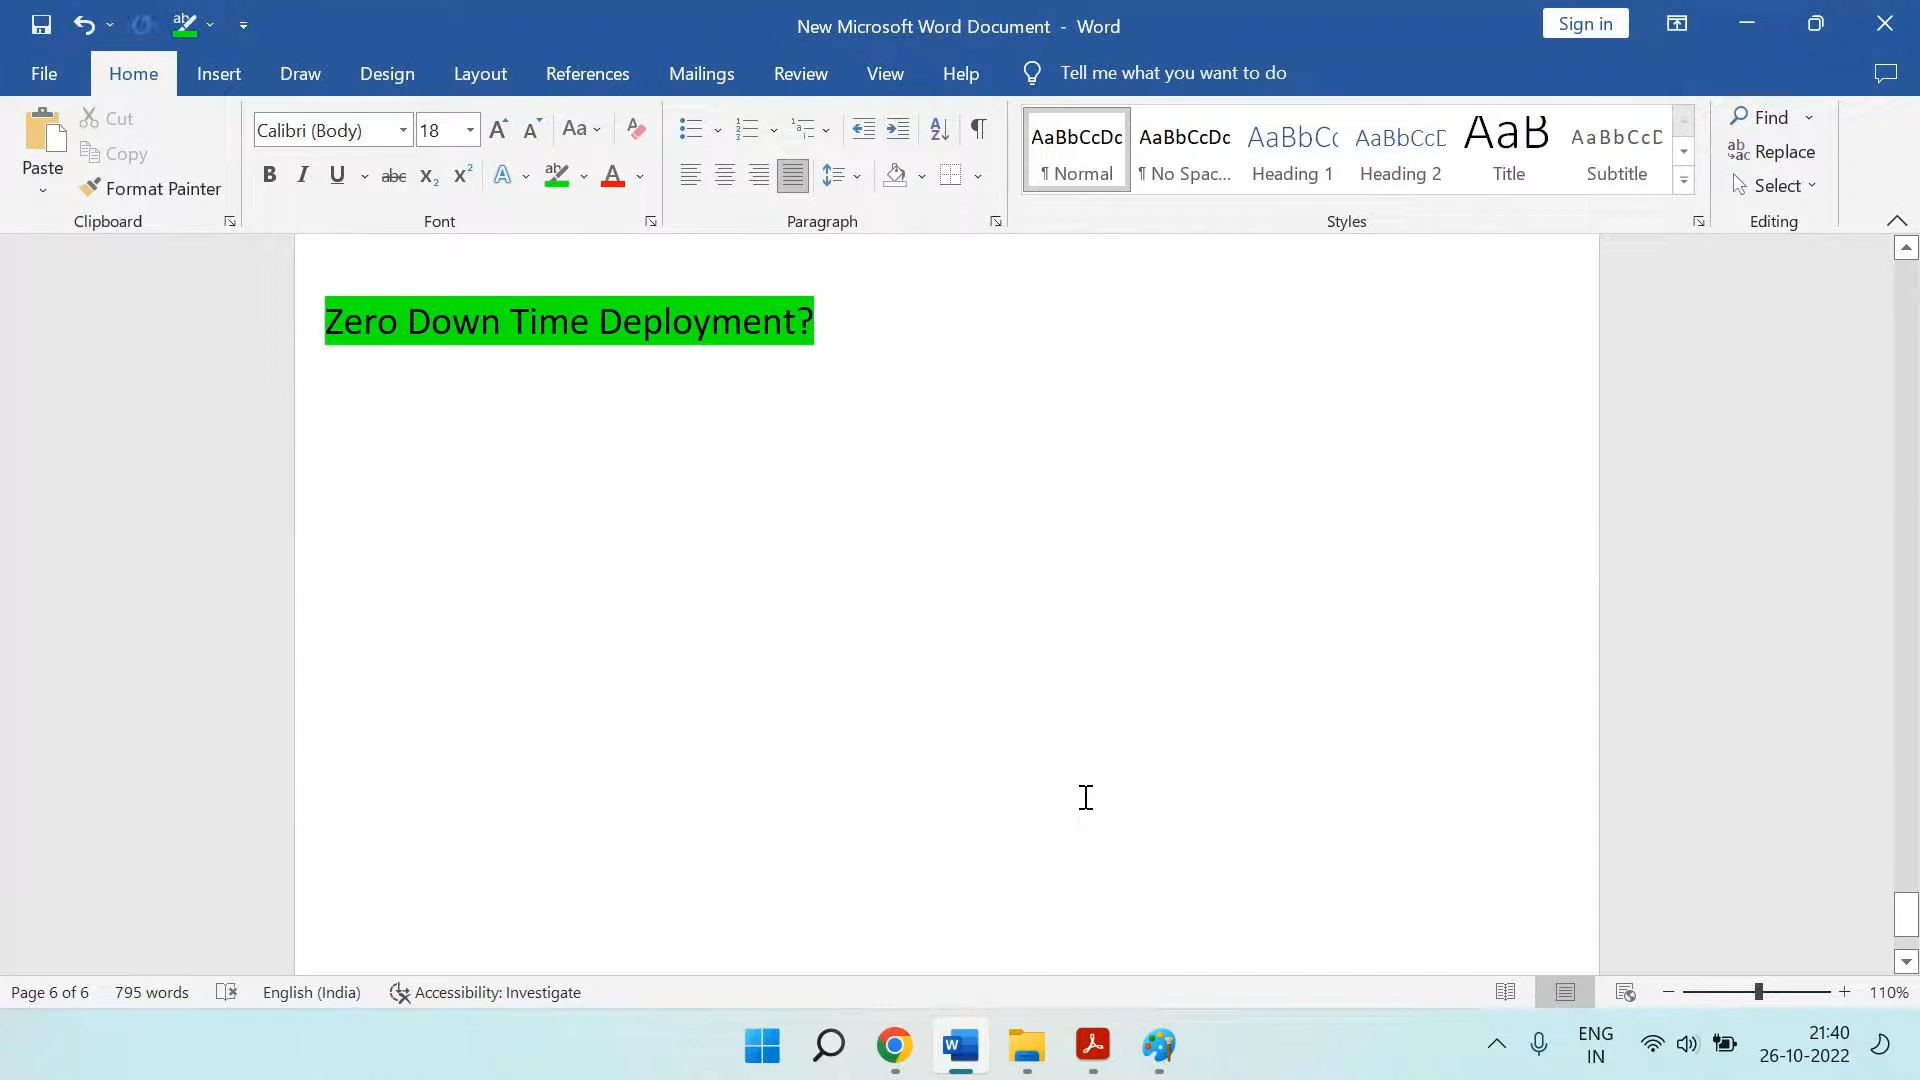 New Microsoft Word Document - Word
Sign in
File Home Insert Draw Design Layout References Mailings Review View Help Tell me what you want to do
Paste
Cut
Copy
Format Painter
Clipboard
Calibri (Body) 18
Font
Paragraph
AaBbCcDc AaBbCcDc AaBbCc AaBbCcD AaB AaBbCcD
¶ Normal ¶ No Spac... Heading 1 Heading 2 Title Subtitle
Styles
Find
Replace
Select
Editing
Zero Down Time Deployment?
Page 6 of 6 795 words English (India) Accessibility: Investigate 110%
ENG
IN
21:40
26-10-2022